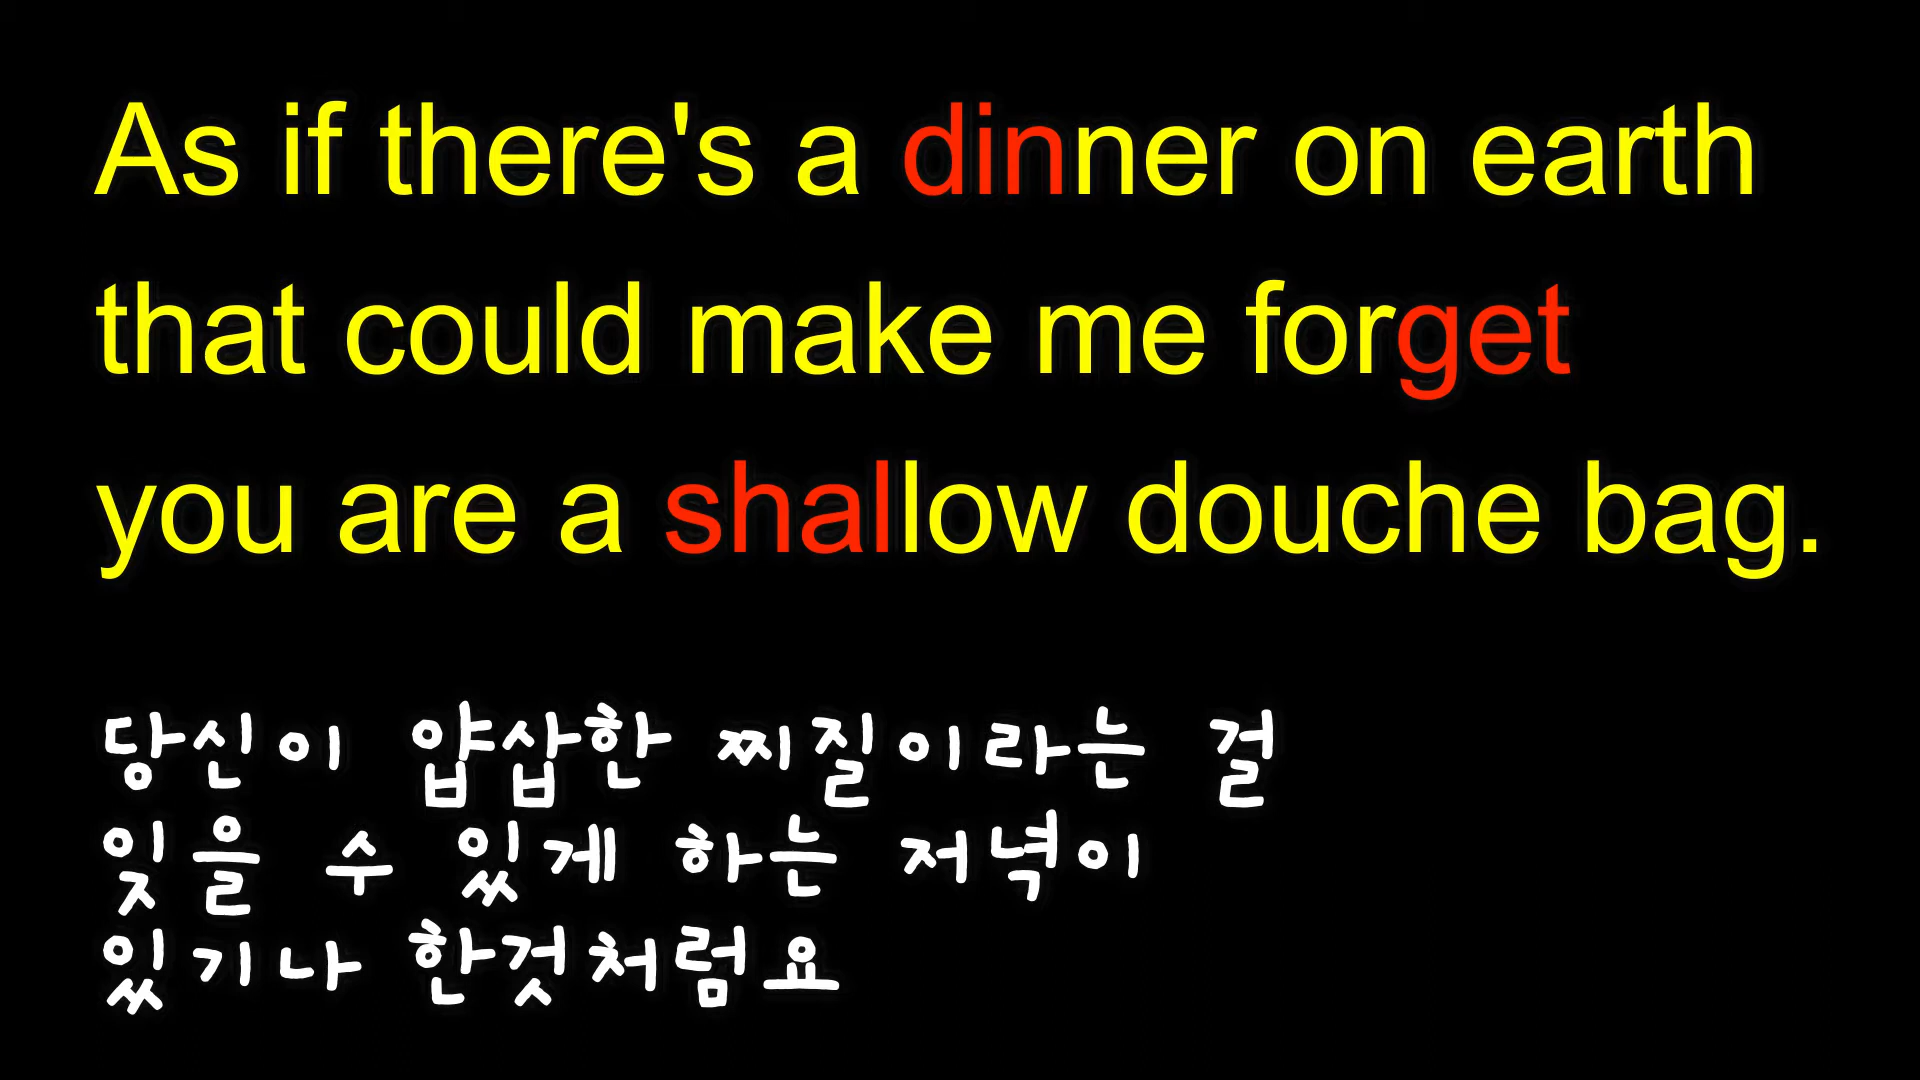 As if there's a dinner on earth
that could make me forget
you are a shallow douche bag.
당신이 얍삽한 찌질이라는 걸
잊을 수 있게 하는 저녁이
있기나 한것처럼요